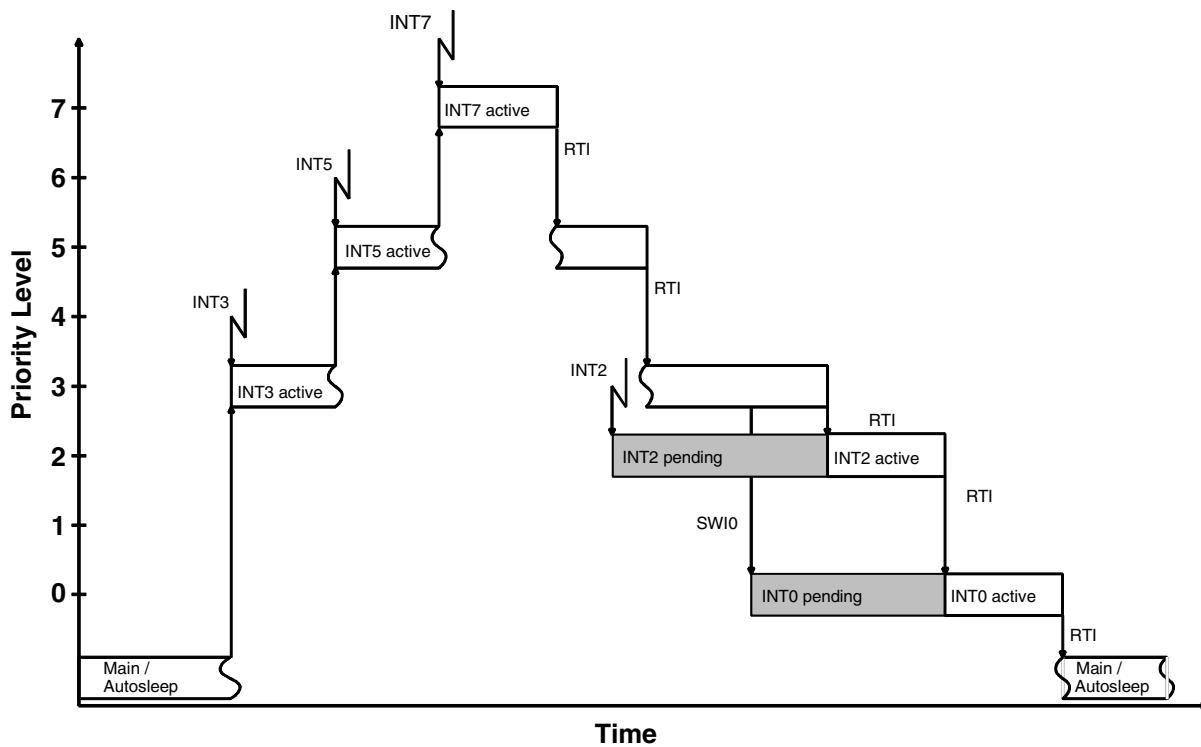 INT7
7
INT7 active
RTI
INT5
6
INT5 active
5
RTI
INT3
4
INT2
3
INT3 active
RTI
2
INT2 pending
INT2 active
RTI
SWI0
1
0
INT0 pending
INT0 active
RTI
Main /
Autosleep
Main /
Autosleep
Priority Level
Time